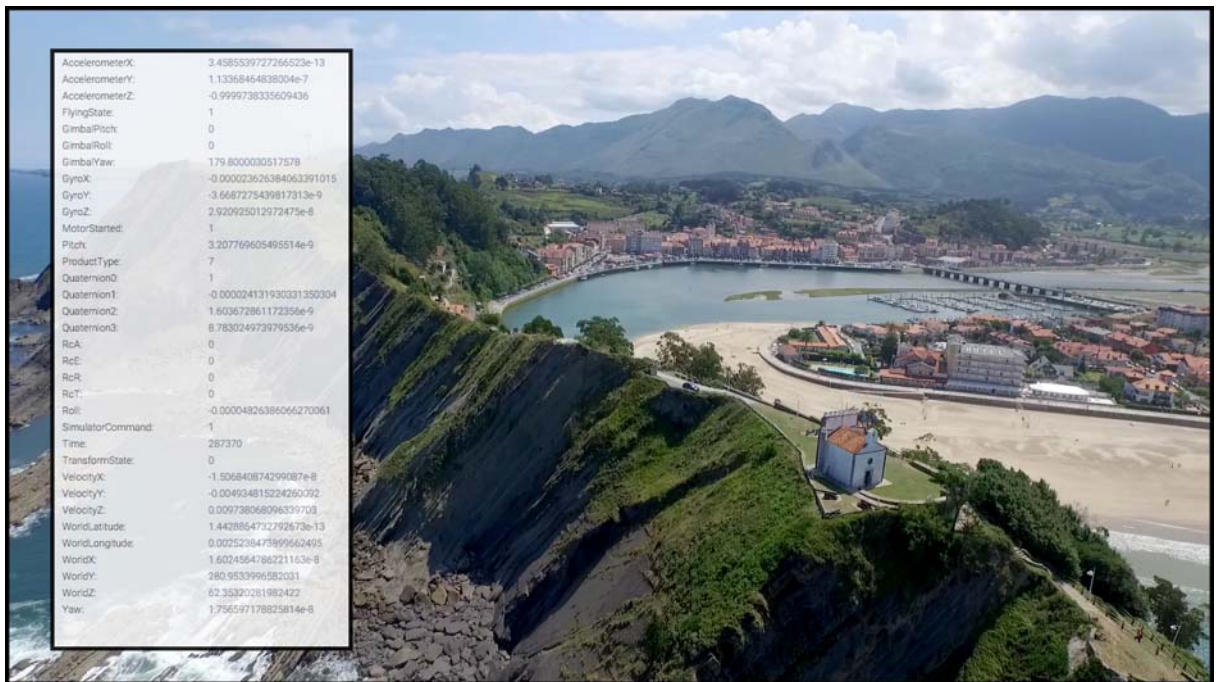 AccelerometerX: 3.4585539727266523e-13
AccelerometerY: 1.13368464838004e-7
AccelerometerZ: -0.9999738335609436
FlyingState: 1
GimbalPitch: 0
GimbalRoll: 0
GimbalYaw: 179.8000030517578
GyroX: -0.000023626384063391015
GyroY: -3.6687275439817313e-9
GyroZ: 2.920925012972475e-8
MotorStarted: 1
Pitch: 3.207769605495514e-9
ProductType: 7
Quaternion0: 1
Quaternion1: -0.000024131930331350304
Quaternion2: 1.603672861172356e-9
Quaternion3: 8.783024973979536e-9
RcA: 0
RcE: 0
RcR: 0
RcT: 0
Roll: -0.00004826386066270061
SimulatorCommand: 1
Time: 287370
TransformState: 0
VelocityX: -1.506840874299087e-8
VelocityY: -0.004934815224260092
VelocityZ: 0.009738068096339703
WorldLatitude: 1.4428864732792673e-13
WorldLongitude: 0.0025238473899662495
WorldX: 1.6024564786221163e-8
WorldY: 280.9533996582031
WorldZ: 62.35320281982422
Yaw: 1.756597178825814e-8